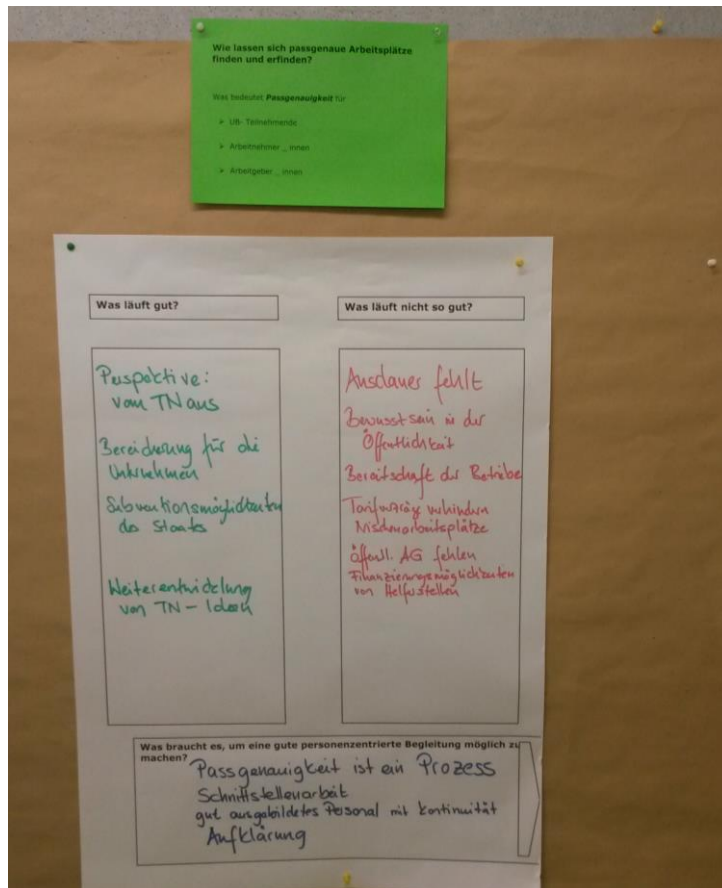 Wie lassen sich passgenaue Arbeitsplätze
finden und erfinden?
Was bedeutet Passgenauigkeit für
➢ UB- Teilnehmende
➢ Arbeitnehmer _ innen
➢ Arbeitgeber _ innen
Was läuft gut?
Perspektive:
vom TN aus
Bereicherung für die
Unternehmen
Subventionsmöglichkeiten
des Staats
Weiterentwicklung
von TN - Ideen
Was läuft nicht so gut?
Ausdauer fehlt
Bewusstsein in der
Öffentlichkeit
Bereitschaft der Betriebe
Tarifverträge verhindern
Nischenarbeitsplätze
öffentl. AG fehlen
Finanzierungsmöglichkeiten
von Helferstellen
Was braucht es, um eine gute personenzentrierte Begleitung möglich zu
machen?
Passgenauigkeit ist ein Prozess
Schnittstellenarbeit
gut ausgebildetes Personal mit Kontinuität
Aufklärung